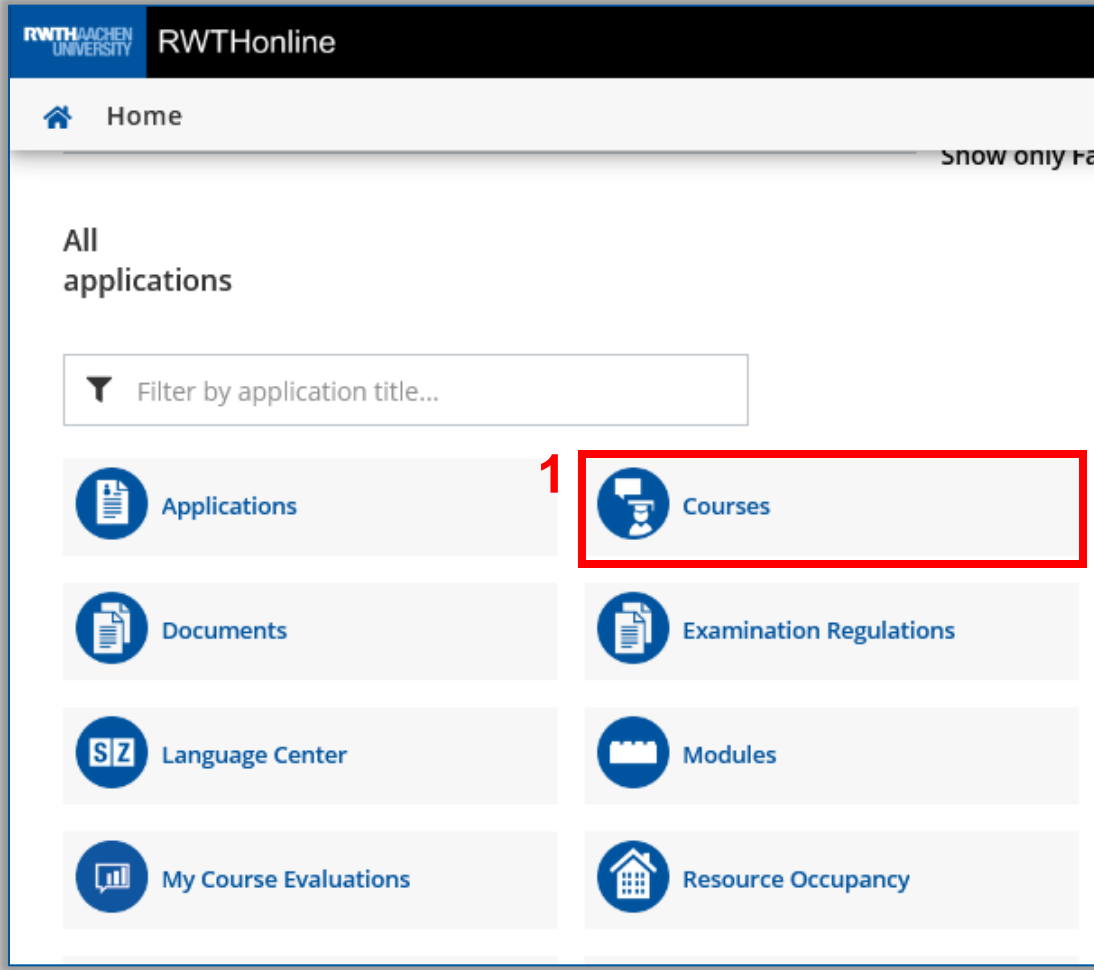 RWTHAACHEN
UNIVERSITY
RWTHonline
Home
Show only Fa
All
applications
Filter by application title...
Applications
1
Courses
Documents
Examination Regulations
SZ
Language Center
Modules
My Course Evaluations
Resource Occupancy